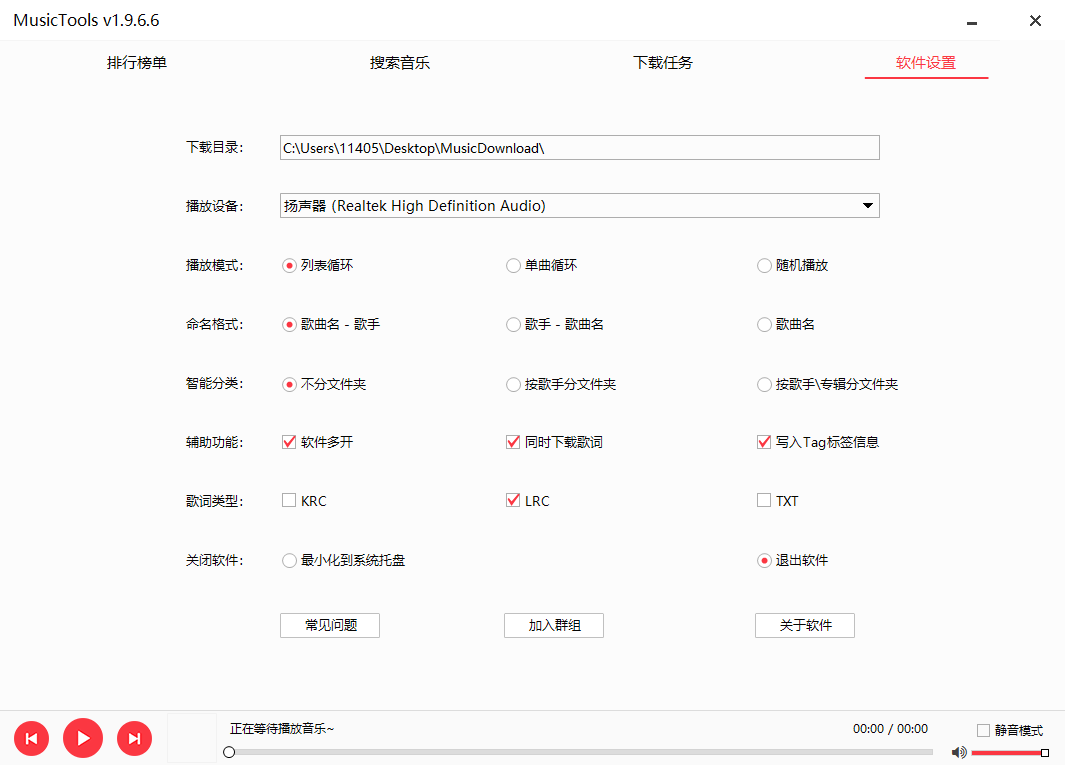 MusicTools v1.9.6.6
排行榜单 搜索音乐 下载任务 软件设置
下载目录: C:\Users\11405\Desktop\MusicDownload\
播放设备: 扬声器 (Realtek High Definition Audio)
播放模式: 列表循环 单曲循环 随机播放
命名格式: 歌曲名 - 歌手 歌手 - 歌曲名 歌曲名
智能分类: 不分文件夹 按歌手分文件夹 按歌手\专辑分文件夹
辅助功能: 软件多开 同时下载歌词 写入Tag标签信息
歌词类型: KRC LRC TXT
关闭软件: 最小化到系统托盘 退出软件
常见问题 加入群组 关于软件
正在等待播放音乐~ 00:00 / 00:00 静音模式